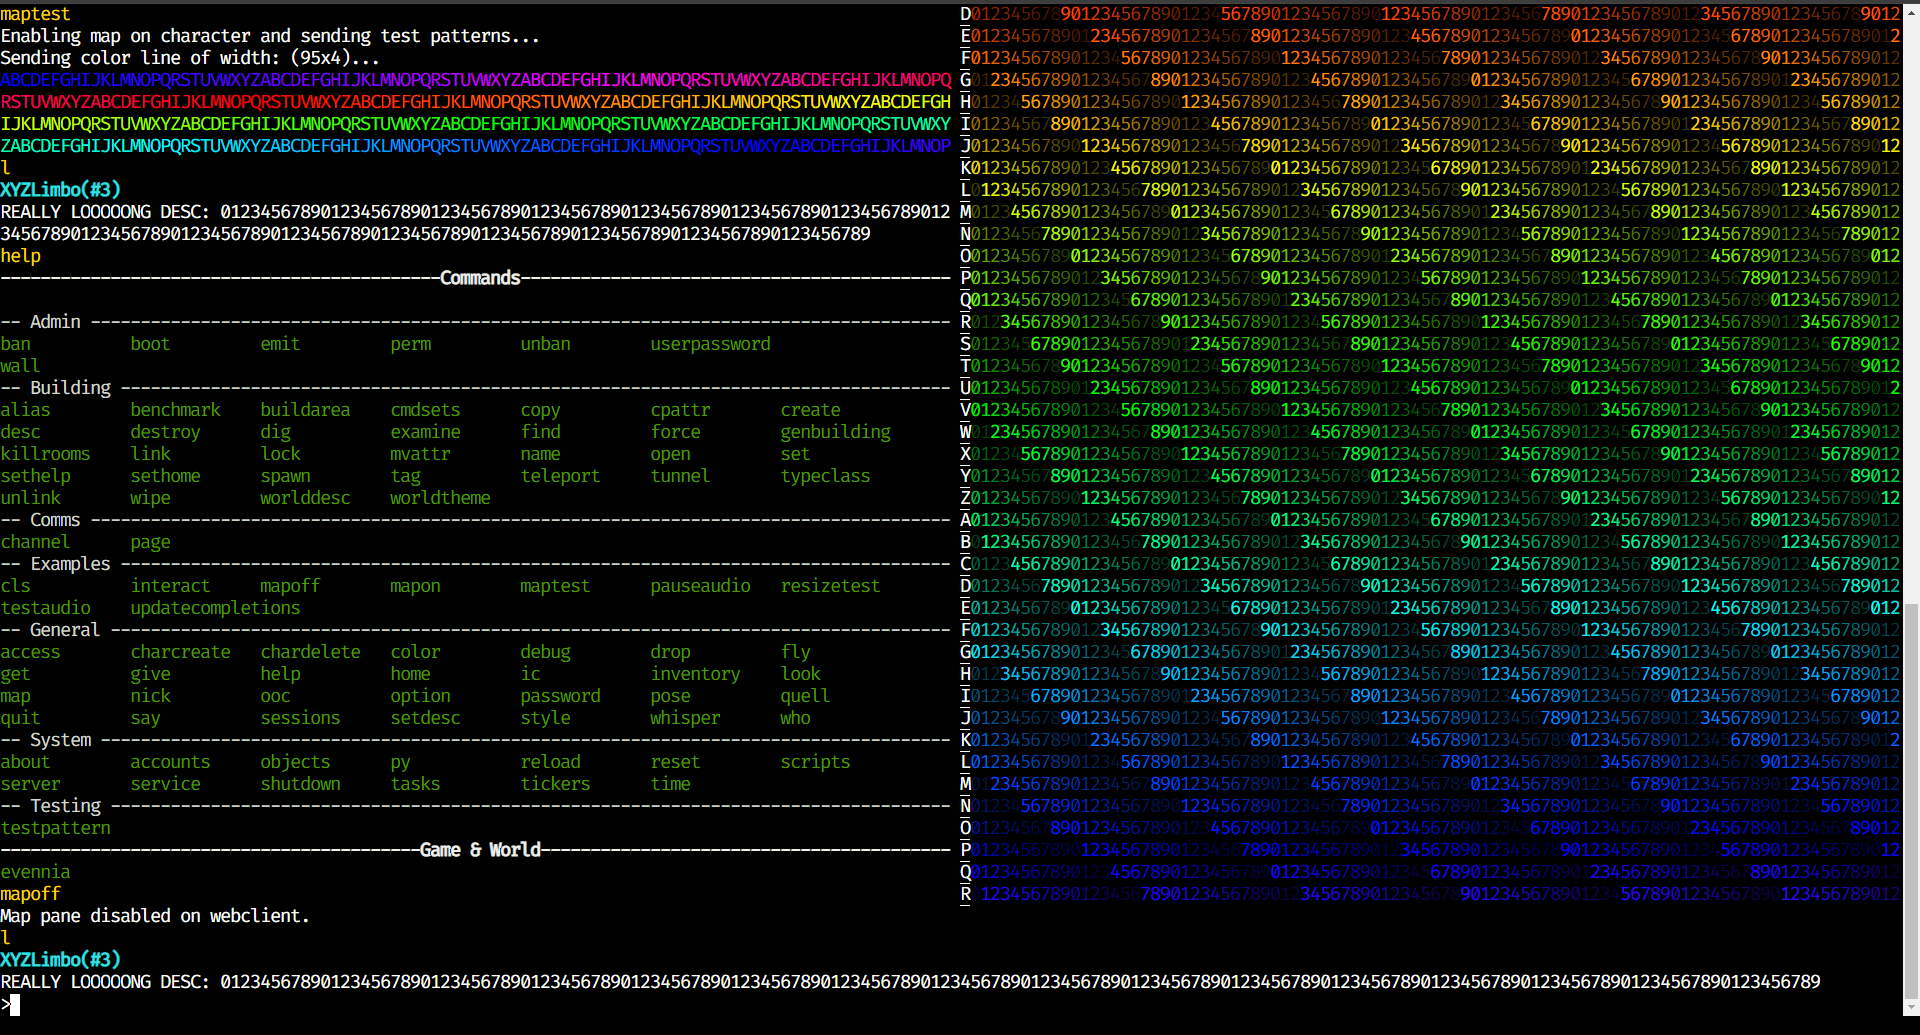 maptest
Enabling map on character and sending test patterns...
Sending color line of width: (95x4)...
ABCDEFGHIJKLMNOPQRSTUVWXYZABCDEFGHIJKLMNOPQRSTUVWXYZABCDEFGHIJKLMNOPQRSTUVWXYZABCDEFGHIJKLMNOPQ
RSTUVWXYZABCDEFGHIJKLMNOPQRSTUVWXYZABCDEFGHIJKLMNOPQRSTUVWXYZABCDEFGHIJKLMNOPQRSTUVWXYZABCDEFGH
IJKLMNOPQRSTUVWXYZABCDEFGHIJKLMNOPQRSTUVWXYZABCDEFGHIJKLMNOPQRSTUVWXYZABCDEFGHIJKLMNOPQRSTUVWXY
ZABCDEFGHIJKLMNOPQRSTUVWXYZABCDEFGHIJKLMNOPQRSTUVWXYZABCDEFGHIJKLMNOPQRSTUVWXYZABCDEFGHIJKLMNOP
l
XYZLimbo(#3)
REALLY LOOOOONG DESC: 0123456789012345678901234567890123456789012345678901234567890123456789012
345678901234567890123456789012345678901234567890123456789012345678901234567890123456789
help
--------------------------------------------Commands-------------------------------------------
-- Admin --------------------------------------------------------------------------------------
ban boot emit perm unban userpassword
wall
-- Building -----------------------------------------------------------------------------------
alias benchmark buildarea cmdsets copy cpattr create
desc destroy dig examine find force genbuilding
killrooms link lock mvattr name open set
sethelp sethome spawn tag teleport tunnel typeclass
unlink wipe worlddesc worldtheme
-- Comms --------------------------------------------------------------------------------------
channel page
-- Examples -----------------------------------------------------------------------------------
cls interact mapoff mapon maptest pauseaudio resizetest
testaudio updatecompletions
-- General ------------------------------------------------------------------------------------
access charcreate chardelete color debug drop fly
get give help home ic inventory look
map nick ooc option password pose quell
quit say sessions setdesc style whisper who
-- System -------------------------------------------------------------------------------------
about accounts objects py reload reset scripts
server service shutdown tasks tickers time
-- Testing ------------------------------------------------------------------------------------
testpattern
------------------------------------------Game & World-----------------------------------------
evennia
mapoff
Map pane disabled on webclient.
l
XYZLimbo(#3)
REALLY LOOOOONG DESC: 0123456789012345678901234567890123456789012345678901234567890123456789012345678901234567890123456789012345678901234567890123456789012345678901234567890123456789
>
D012345678901234567890123456789012345678901234567890123456789012345678901234567890123456789012
E012345678901234567890123456789012345678901234567890123456789012345678901234567890123456789012
F012345678901234567890123456789012345678901234567890123456789012345678901234567890123456789012
G012345678901234567890123456789012345678901234567890123456789012345678901234567890123456789012
H012345678901234567890123456789012345678901234567890123456789012345678901234567890123456789012
I012345678901234567890123456789012345678901234567890123456789012345678901234567890123456789012
J012345678901234567890123456789012345678901234567890123456789012345678901234567890123456789012
K012345678901234567890123456789012345678901234567890123456789012345678901234567890123456789012
L012345678901234567890123456789012345678901234567890123456789012345678901234567890123456789012
M012345678901234567890123456789012345678901234567890123456789012345678901234567890123456789012
N012345678901234567890123456789012345678901234567890123456789012345678901234567890123456789012
O012345678901234567890123456789012345678901234567890123456789012345678901234567890123456789012
P012345678901234567890123456789012345678901234567890123456789012345678901234567890123456789012
Q012345678901234567890123456789012345678901234567890123456789012345678901234567890123456789012
R012345678901234567890123456789012345678901234567890123456789012345678901234567890123456789012
S012345678901234567890123456789012345678901234567890123456789012345678901234567890123456789012
T012345678901234567890123456789012345678901234567890123456789012345678901234567890123456789012
U012345678901234567890123456789012345678901234567890123456789012345678901234567890123456789012
V012345678901234567890123456789012345678901234567890123456789012345678901234567890123456789012
W012345678901234567890123456789012345678901234567890123456789012345678901234567890123456789012
X012345678901234567890123456789012345678901234567890123456789012345678901234567890123456789012
Y012345678901234567890123456789012345678901234567890123456789012345678901234567890123456789012
Z012345678901234567890123456789012345678901234567890123456789012345678901234567890123456789012
A012345678901234567890123456789012345678901234567890123456789012345678901234567890123456789012
B012345678901234567890123456789012345678901234567890123456789012345678901234567890123456789012
C012345678901234567890123456789012345678901234567890123456789012345678901234567890123456789012
D012345678901234567890123456789012345678901234567890123456789012345678901234567890123456789012
E012345678901234567890123456789012345678901234567890123456789012345678901234567890123456789012
F012345678901234567890123456789012345678901234567890123456789012345678901234567890123456789012
G012345678901234567890123456789012345678901234567890123456789012345678901234567890123456789012
H012345678901234567890123456789012345678901234567890123456789012345678901234567890123456789012
I012345678901234567890123456789012345678901234567890123456789012345678901234567890123456789012
J012345678901234567890123456789012345678901234567890123456789012345678901234567890123456789012
K012345678901234567890123456789012345678901234567890123456789012345678901234567890123456789012
L012345678901234567890123456789012345678901234567890123456789012345678901234567890123456789012
M012345678901234567890123456789012345678901234567890123456789012345678901234567890123456789012
N012345678901234567890123456789012345678901234567890123456789012345678901234567890123456789012
O012345678901234567890123456789012345678901234567890123456789012345678901234567890123456789012
P012345678901234567890123456789012345678901234567890123456789012345678901234567890123456789012
Q012345678901234567890123456789012345678901234567890123456789012345678901234567890123456789012
R012345678901234567890123456789012345678901234567890123456789012345678901234567890123456789012